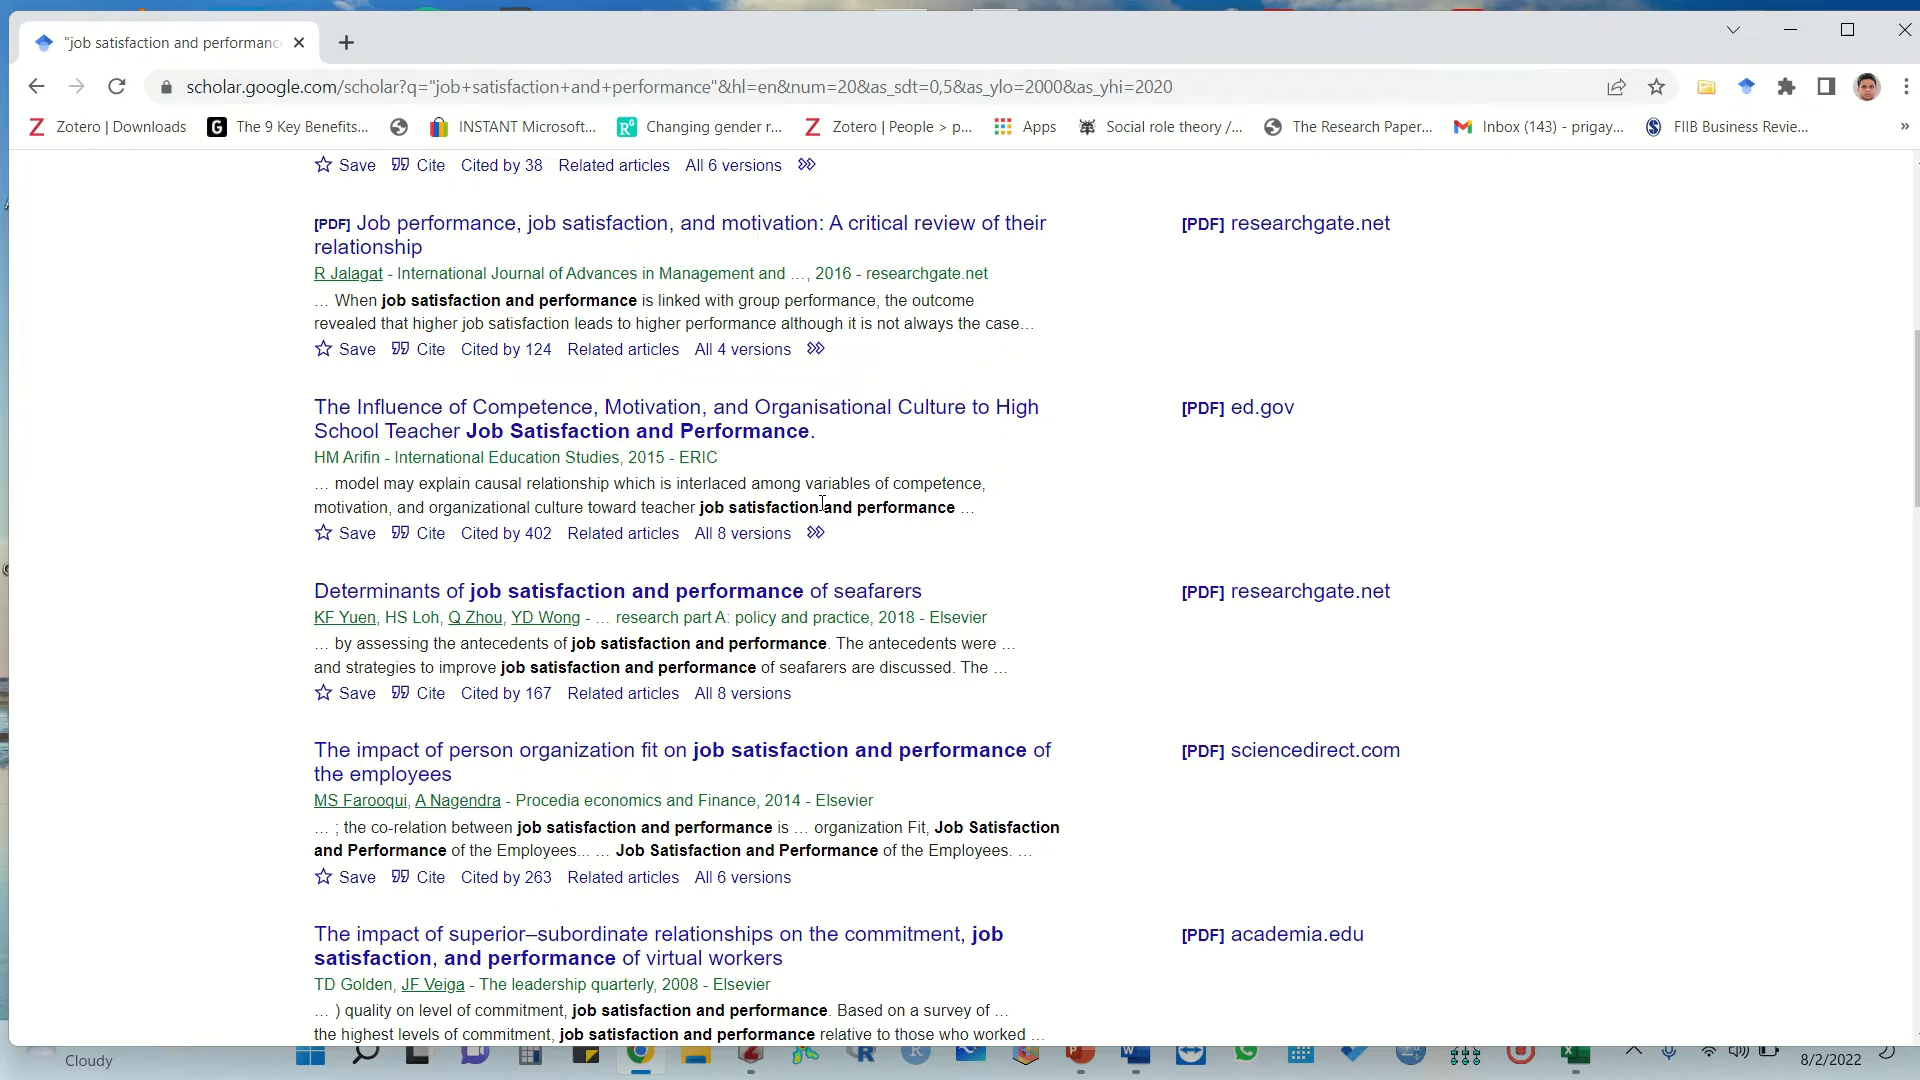 "job satisfaction and performanc
scholar.google.com/scholar?q="job+satisfaction+and+performance"&hl=en&num=20&as_sdt=0,5&as_ylo=2000&as_yhi=2020
Zotero | Downloads
The 9 Key Benefits...
INSTANT Microsoft...
Changing gender r...
Zotero | People > p...
Apps
Social role theory /...
The Research Paper...
Inbox (143) - prigay...
FIIB Business Revie...
Save Cite Cited by 38 Related articles All 6 versions
[PDF] Job performance, job satisfaction, and motivation: A critical review of their
relationship
[PDF] researchgate.net
R Jalagat - International Journal of Advances in Management and …, 2016 - researchgate.net
… When job satisfaction and performance is linked with group performance, the outcome
revealed that higher job satisfaction leads to higher performance although it is not always the case…
Save Cite Cited by 124 Related articles All 4 versions
The Influence of Competence, Motivation, and Organisational Culture to High
School Teacher Job Satisfaction and Performance.
[PDF] ed.gov
HM Arifin - International Education Studies, 2015 - ERIC
… model may explain causal relationship which is interlaced among variables of competence,
motivation, and organizational culture toward teacher job satisfaction and performance …
Save Cite Cited by 402 Related articles All 8 versions
Determinants of job satisfaction and performance of seafarers
[PDF] researchgate.net
KF Yuen, HS Loh, Q Zhou, YD Wong - … research part A: policy and practice, 2018 - Elsevier
… by assessing the antecedents of job satisfaction and performance. The antecedents were …
and strategies to improve job satisfaction and performance of seafarers are discussed. The …
Save Cite Cited by 167 Related articles All 8 versions
The impact of person organization fit on job satisfaction and performance of
the employees
[PDF] sciencedirect.com
MS Farooqui, A Nagendra - Procedia economics and Finance, 2014 - Elsevier
… ; the co-relation between job satisfaction and performance is … organization Fit, Job Satisfaction
and Performance of the Employees... … Job Satisfaction and Performance of the Employees. …
Save Cite Cited by 263 Related articles All 6 versions
The impact of superior–subordinate relationships on the commitment, job
satisfaction, and performance of virtual workers
[PDF] academia.edu
TD Golden, JF Veiga - The leadership quarterly, 2008 - Elsevier
… ) quality on level of commitment, job satisfaction and performance. Based on a survey of …
the highest levels of commitment, job satisfaction and performance relative to those who worked …
Cloudy
8/2/2022